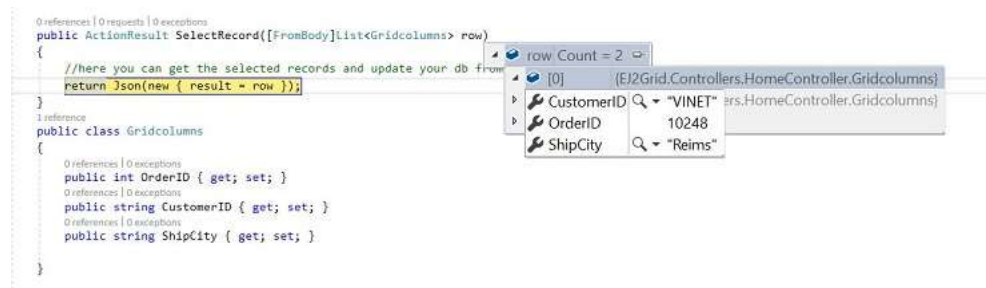 0 references | 0 requests | 0 exceptions
public ActionResult SelectRecord([FromBody]List<Gridcolumns> row)
{
row Count = 2
//here you can get the selected records and update your db from
[0] {EJ2Grid.Controllers.HomeController.Gridcolumns}
return Json(new { result = row });
CustomerID "VINET" ers.HomeController.Gridcolumns}
}
OrderID 10248
1 reference
public class Gridcolumns
ShipCity "Reims"
{
0 references | 0 exceptions
public int OrderID { get; set; }
0 references | 0 exceptions
public string CustomerID { get; set; }
0 references | 0 exceptions
public string ShipCity { get; set; }
}